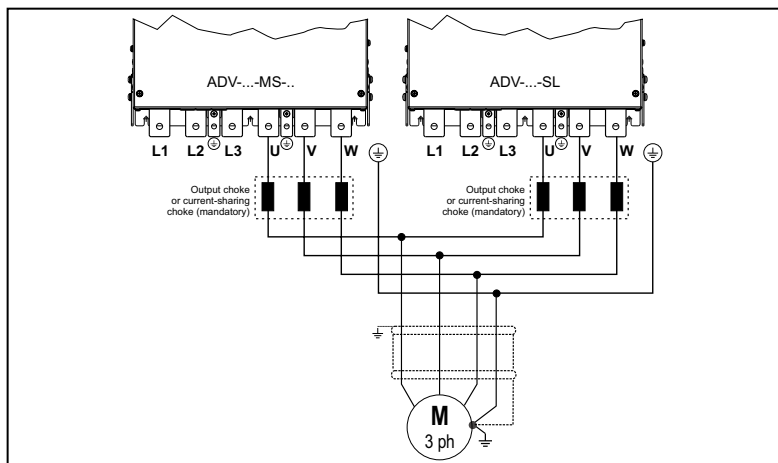 ADV-...-MS-..
ADV-...-SL
L1 L2 L3 U V W
L1 L2 L3 U V W
Output choke
or current-sharing
choke (mandatory)
Output choke
or current-sharing
choke (mandatory)
M
3 ph